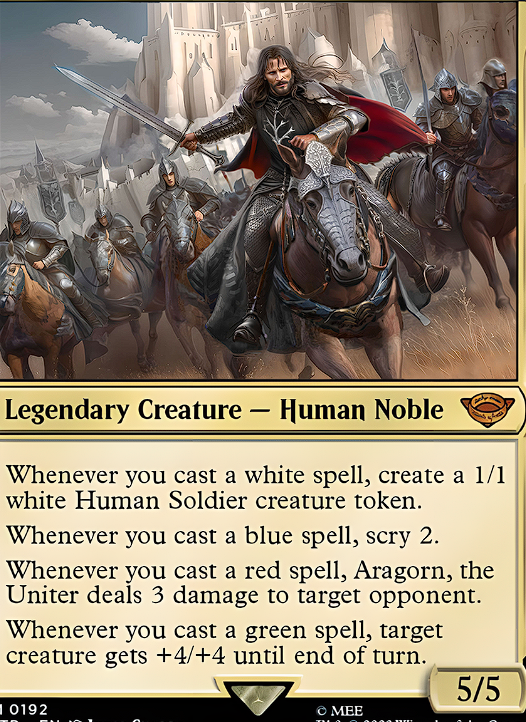 Legendary Creature — Human Noble
Whenever you cast a white spell, create a 1/1
white Human Soldier creature token.
Whenever you cast a blue spell, scry 2.
Whenever you cast a red spell, Aragorn, the
Uniter deals 3 damage to target opponent.
Whenever you cast a green spell, target
creature gets +4/+4 until end of turn.
5/5
0192
© MEE